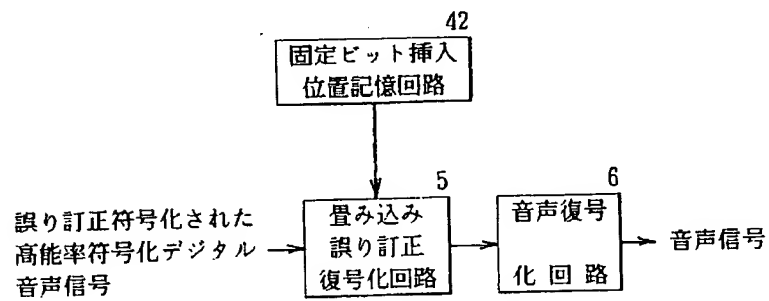 42
固定ビット挿入
位置記憶回路
誤り訂正符号化された
高能率符号化デジタル
音声信号
5
畳み込み
誤り訂正
復号化回路
6
音声復号
化回路
音声信号